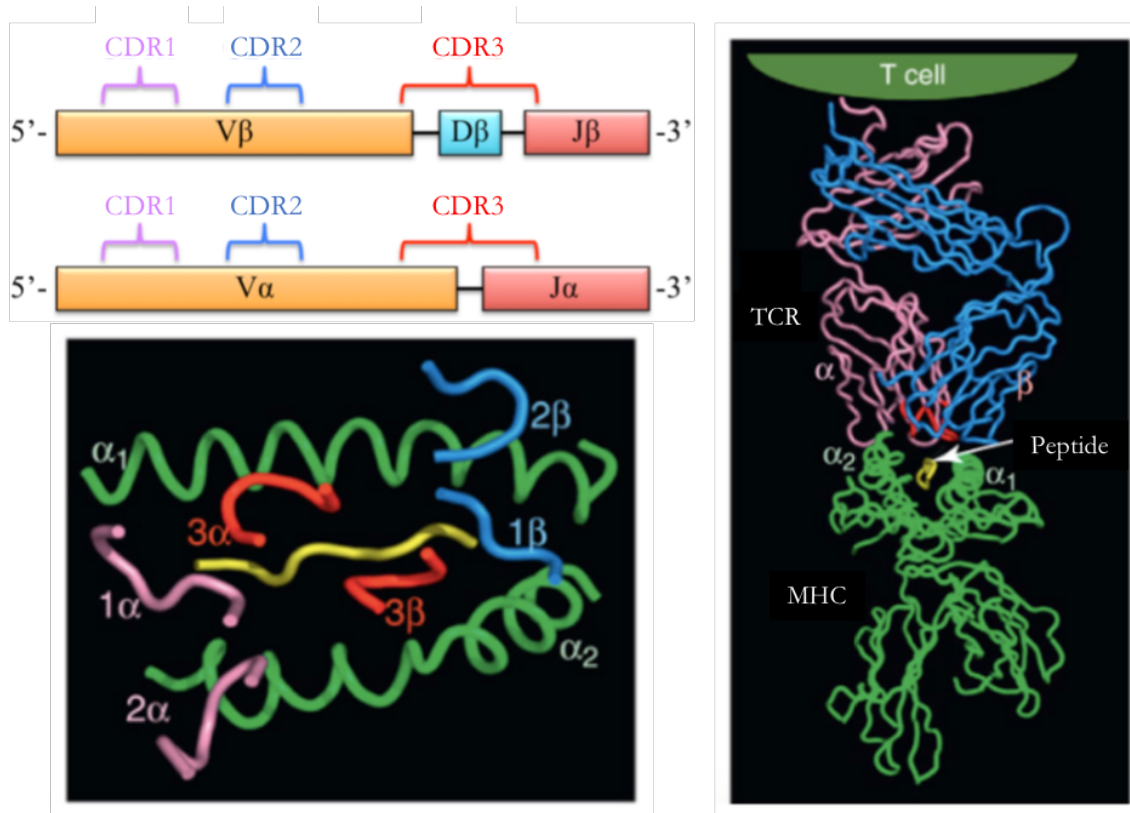 CDR1 CDR2 CDR3
5’- Vβ Dβ Jβ -3’
CDR1 CDR2 CDR3
5’- Vα Jα -3’
α1
2β
3α
1β
1α
3β
α2
2α
T cell
TCR
α
β
Peptide
α2
α1
MHC